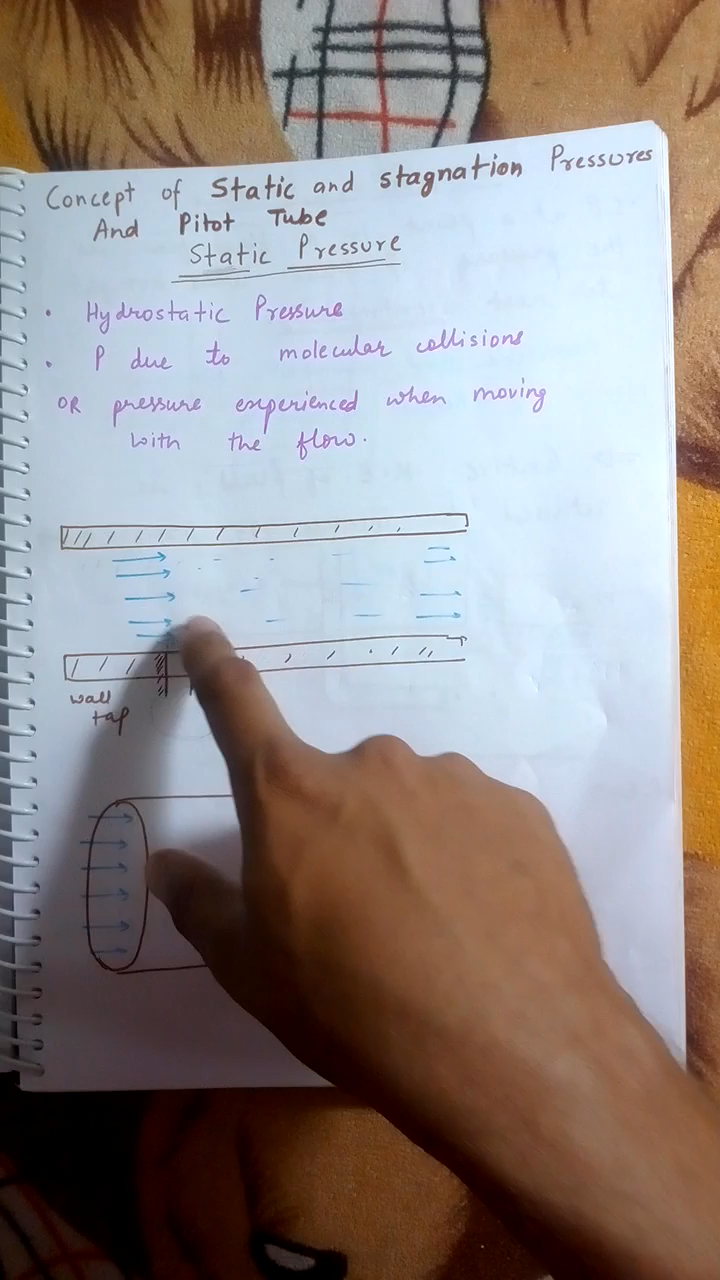 Concept of Static and stagnation Pressures
And Pitot Tube
Static Pressure
• Hydrostatic Pressure
• P due to molecular collisions
OR pressure experienced when moving
with the flow.
wall
tap